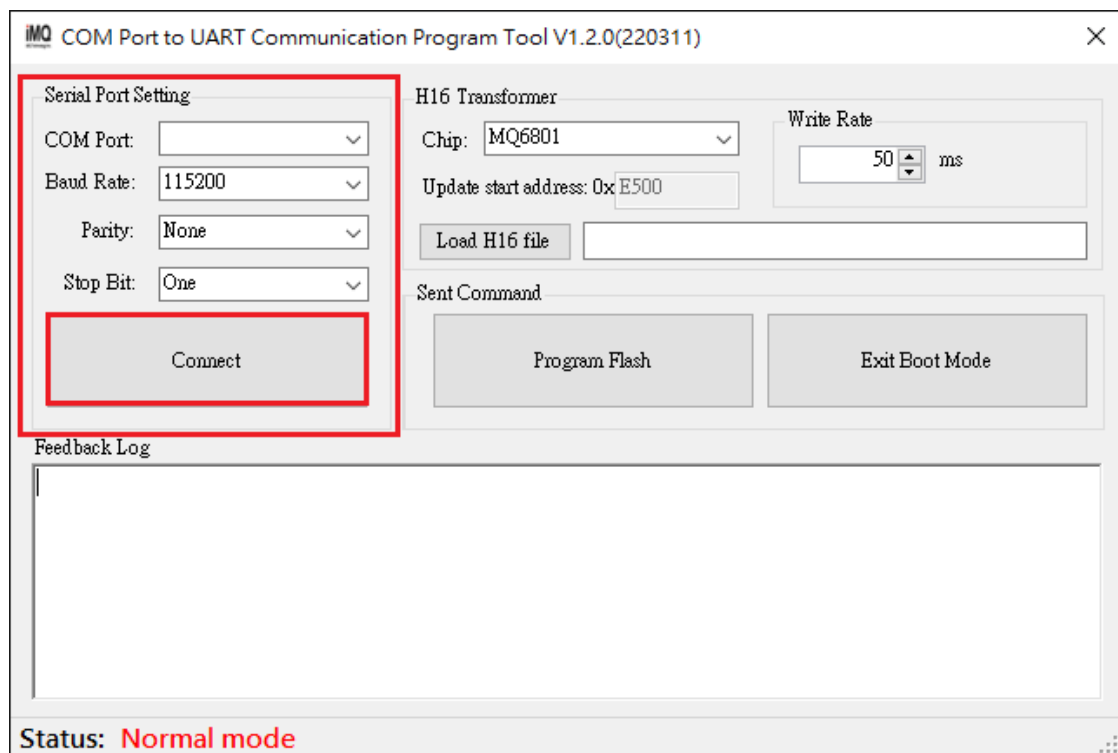 iMQ COM Port to UART Communication Program Tool V1.2.0(220311)
Serial Port Setting
COM Port:
Baud Rate: 115200
Parity: None
Stop Bit: One
Connect
H16 Transformer
Chip: MQ6801
Update start address: 0x E500
Load H16 file
Write Rate
50 ms
Sent Command
Program Flash
Exit Boot Mode
Feedback Log
Status: Normal mode